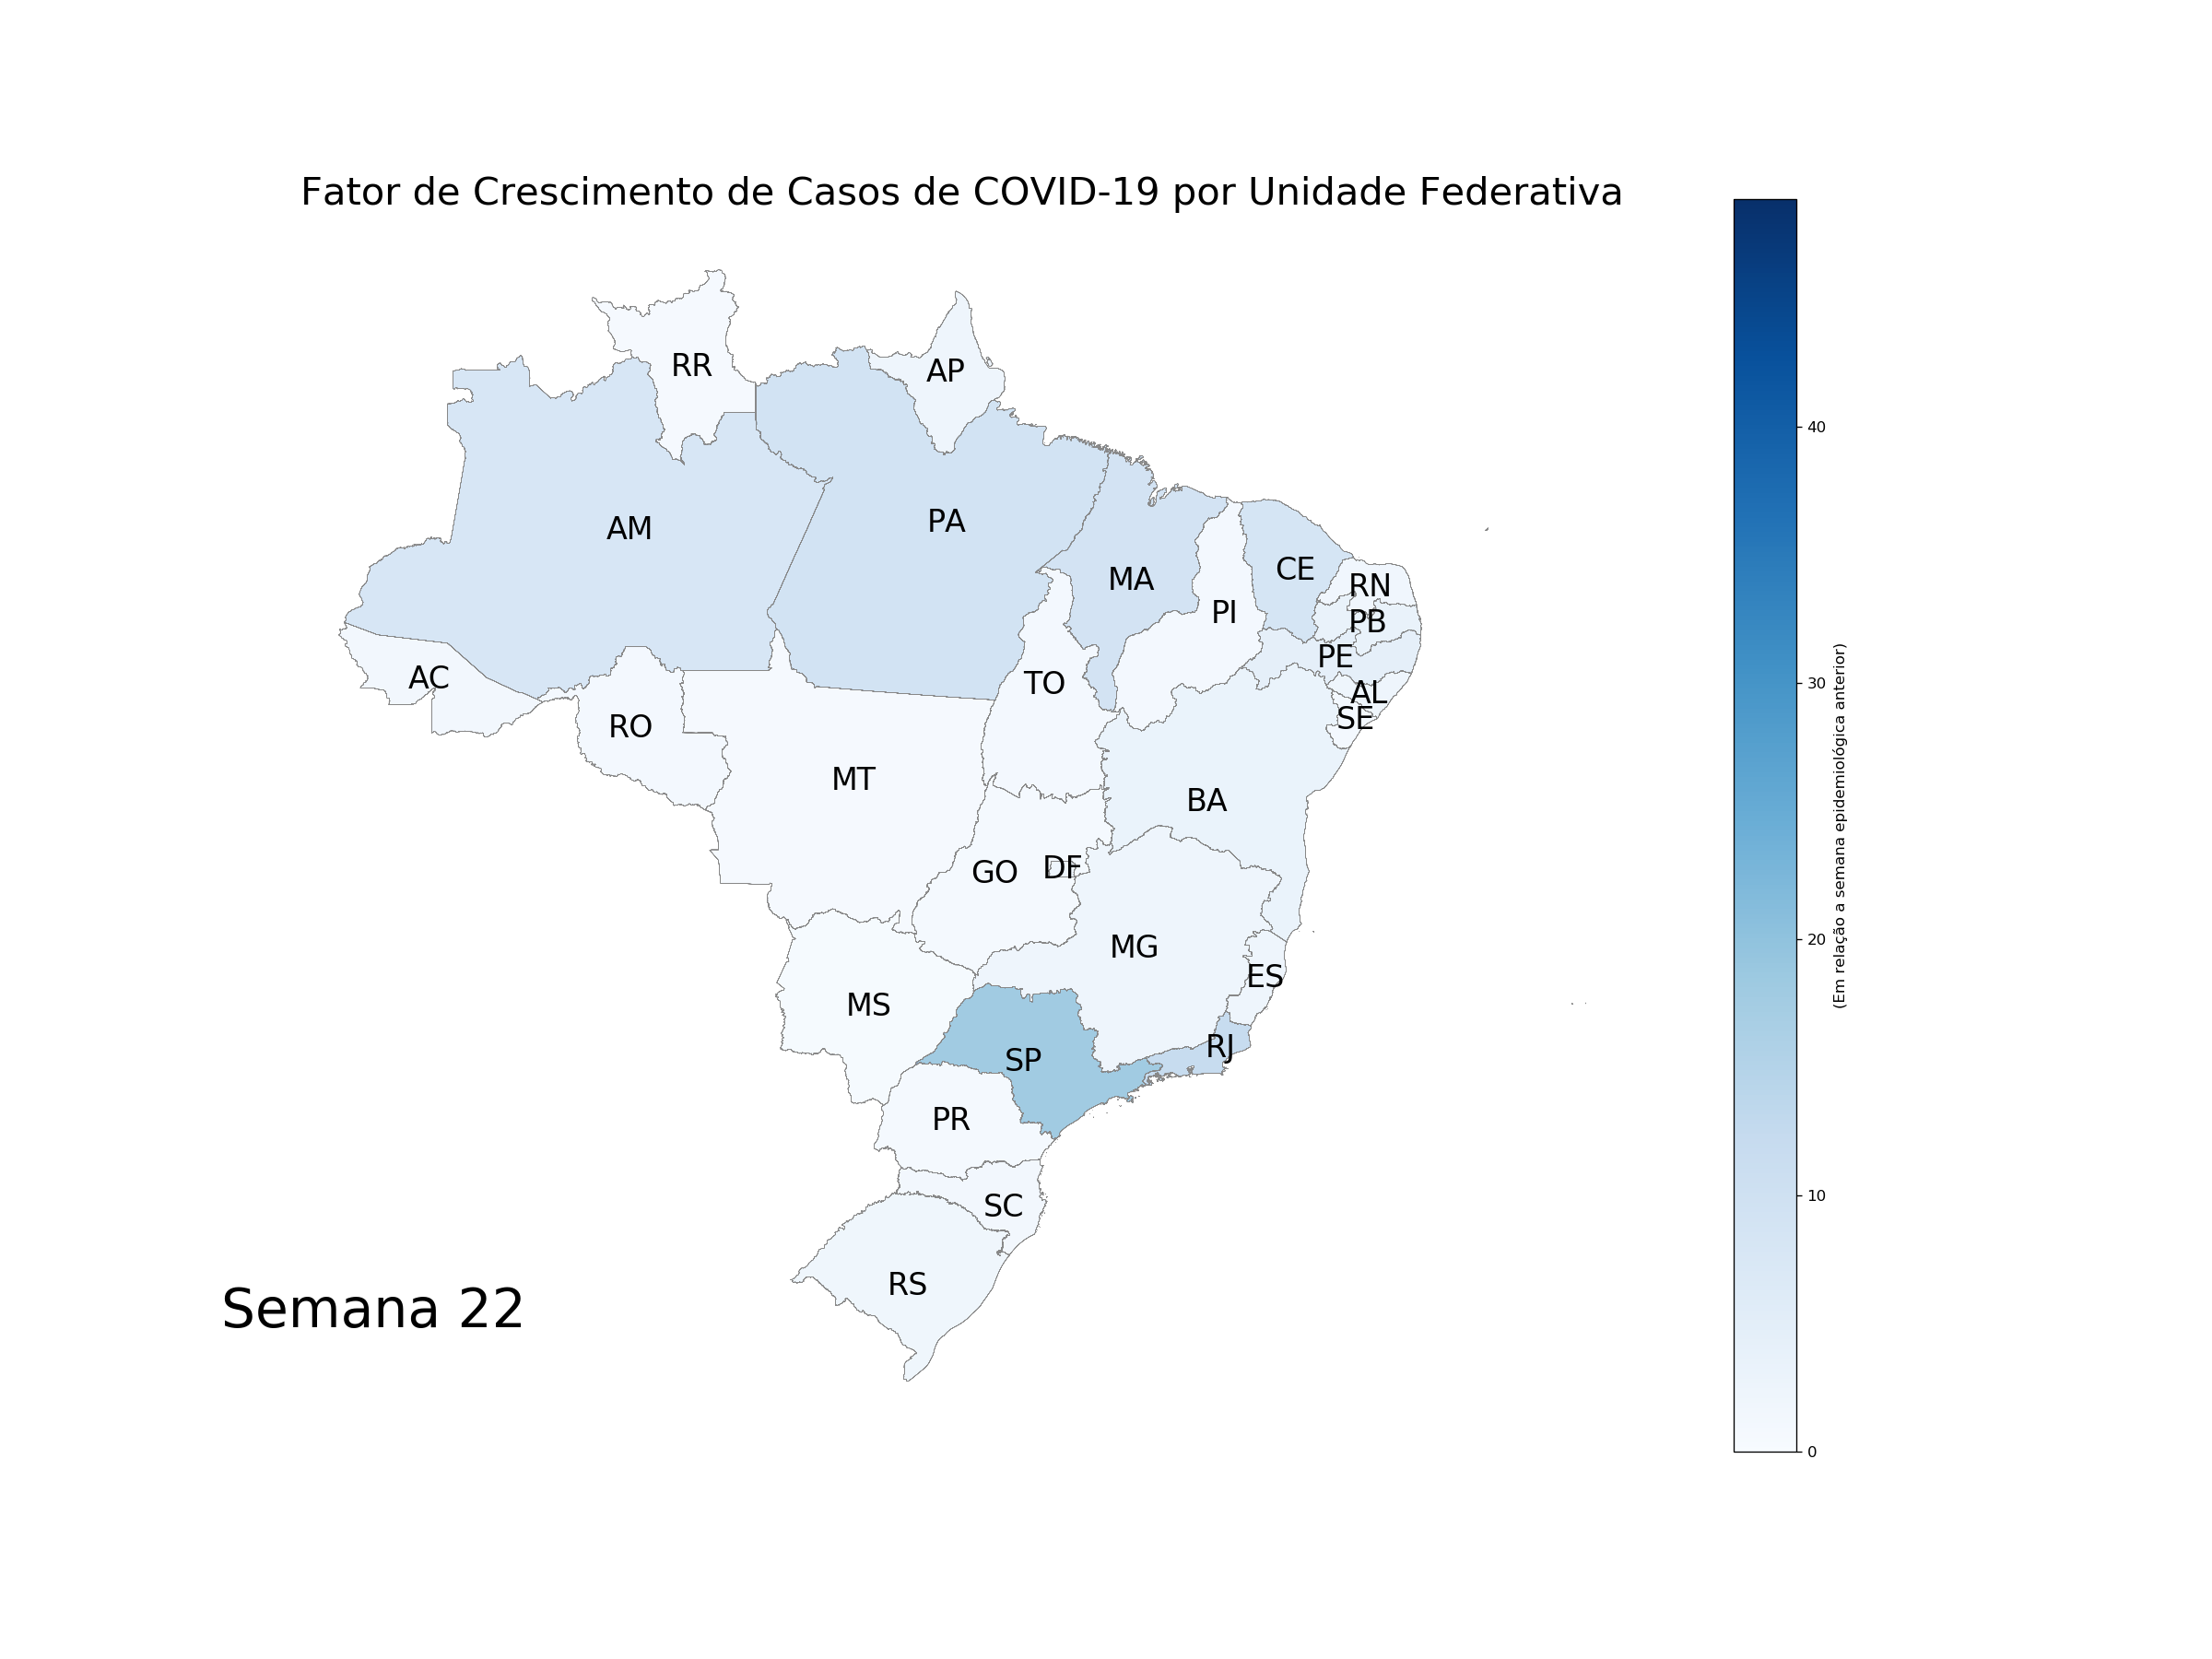 Fator de Crescimento de Casos de COVID-19 por Unidade Federativa
RR
AP
AM
PA
MA
CE
PI
RN
PB
PE
AC
TO
AL
SE
RO
MT
BA
GO
DF
MG
ES
MS
RJ
SP
PR
SC
RS
Semana 22
40
30
20
10
0
(Em relação a semana epidemiológica anterior)